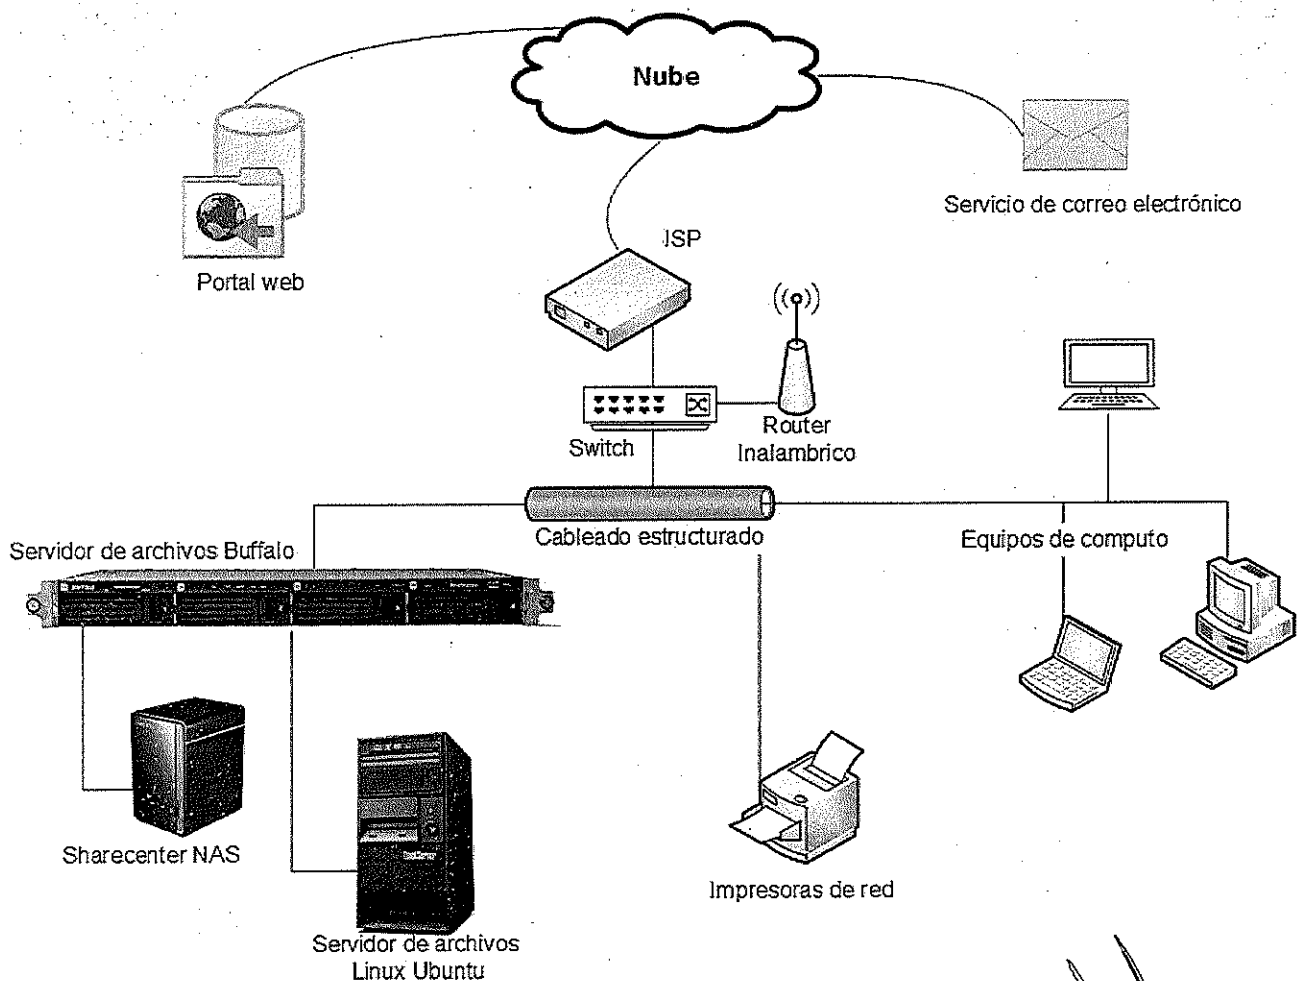 Nube
Servicio de correo electrónico
ISP
Portal web
Router
Inalambrico
Switch
Cableado estructurado
Equipos de computo
Servidor de archivos Buffalo
Sharecenter NAS
Impresoras de red
Servidor de archivos
Linux Ubuntu